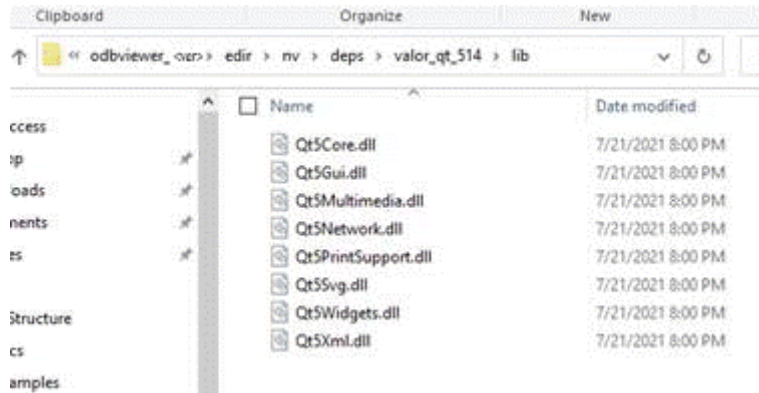 Clipboard Organize New
« odbviewer_<ver> > edir > nv > deps > valor_qt_514 > lib
Name Date modified
ccess
Qt5Core.dll 7/21/2021 8:00 PM
op
Qt5Gui.dll 7/21/2021 8:00 PM
oads
Qt5Multimedia.dll 7/21/2021 8:00 PM
ments
Qt5Network.dll 7/21/2021 8:00 PM
es
Qt5PrintSupport.dll 7/21/2021 8:00 PM
Qt5Svg.dll 7/21/2021 8:00 PM
Structure
Qt5Widgets.dll 7/21/2021 8:00 PM
cs
Qt5Xml.dll 7/21/2021 8:00 PM
amples